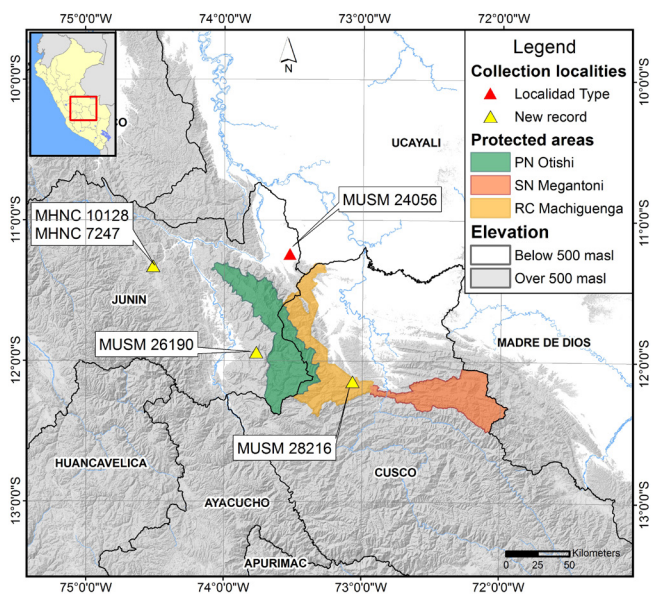 75°0'0"W 74°0'0"W 73°0'0"W 72°0'0"W
Legend
Collection localities
Localidad Type
New record
Protected areas
PN Otishi
SN Megantoni
RC Machiguenga
Elevation
Below 500 masl
Over 500 masl
N
UCAYALI
MUSM 24056
MHNC 10128
MHNC 7247
JUNIN
MUSM 26190
MADRE DE DIOS
MUSM 28216
HUANCAVELICA
CUSCO
AYACUCHO
APURIMAC
0 25 50 Kilometers
10°0'0"S
11°0'0"S
12°0'0"S
13°0'0"S
10°0'0"S
11°0'0"S
12°0'0"S
13°0'0"S
75°0'0"W 74°0'0"W 73°0'0"W 72°0'0"W